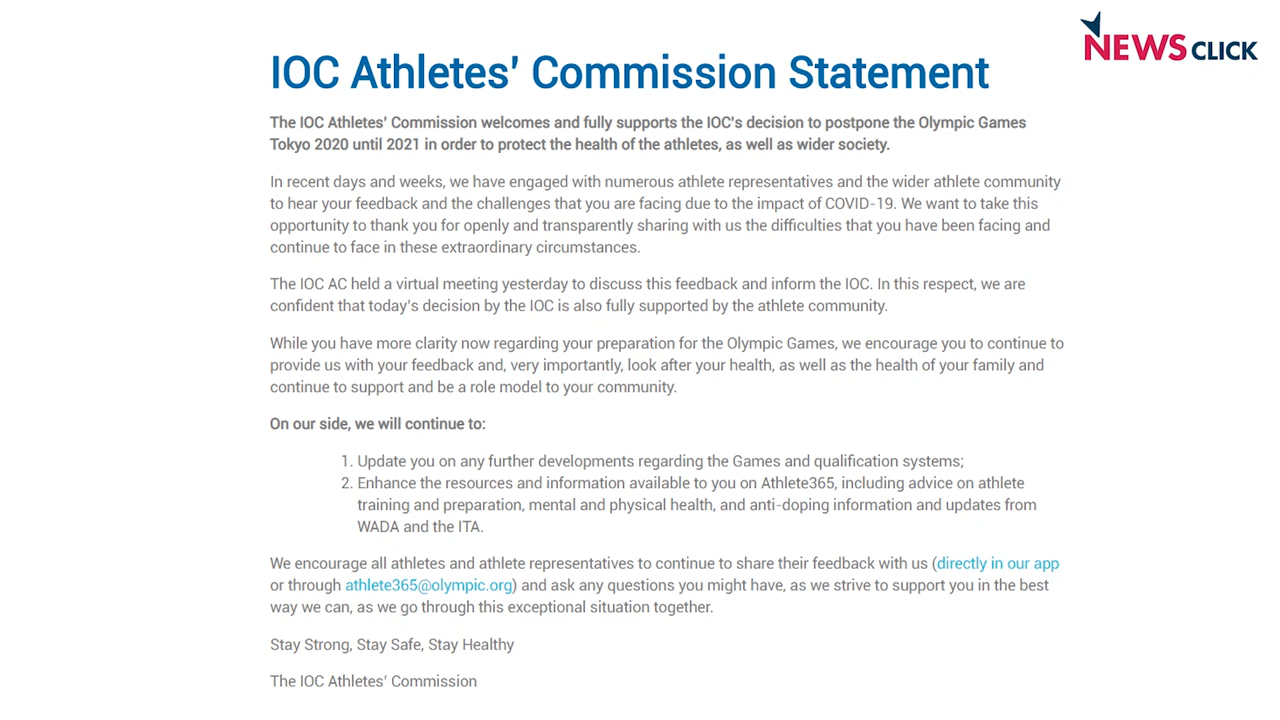 NEWS CLICK
IOC Athletes’ Commission Statement
The IOC Athletes’ Commission welcomes and fully supports the IOC’s decision to postpone the Olympic Games
Tokyo 2020 until 2021 in order to protect the health of the athletes, as well as wider society.
In recent days and weeks, we have engaged with numerous athlete representatives and the wider athlete community
to hear your feedback and the challenges that you are facing due to the impact of COVID-19. We want to take this
opportunity to thank you for openly and transparently sharing with us the difficulties that you have been facing and
continue to face in these extraordinary circumstances.
The IOC AC held a virtual meeting yesterday to discuss this feedback and inform the IOC. In this respect, we are
confident that today’s decision by the IOC is also fully supported by the athlete community.
While you have more clarity now regarding your preparation for the Olympic Games, we encourage you to continue to
provide us with your feedback and, very importantly, look after your health, as well as the health of your family and
continue to support and be a role model to your community.
On our side, we will continue to:
1. Update you on any further developments regarding the Games and qualification systems;
2. Enhance the resources and information available to you on Athlete365, including advice on athlete
training and preparation, mental and physical health, and anti-doping information and updates from
WADA and the ITA.
We encourage all athletes and athlete representatives to continue to share their feedback with us (directly in our app
or through athlete365@olympic.org) and ask any questions you might have, as we strive to support you in the best
way we can, as we go through this exceptional situation together.
Stay Strong, Stay Safe, Stay Healthy
The IOC Athletes’ Commission